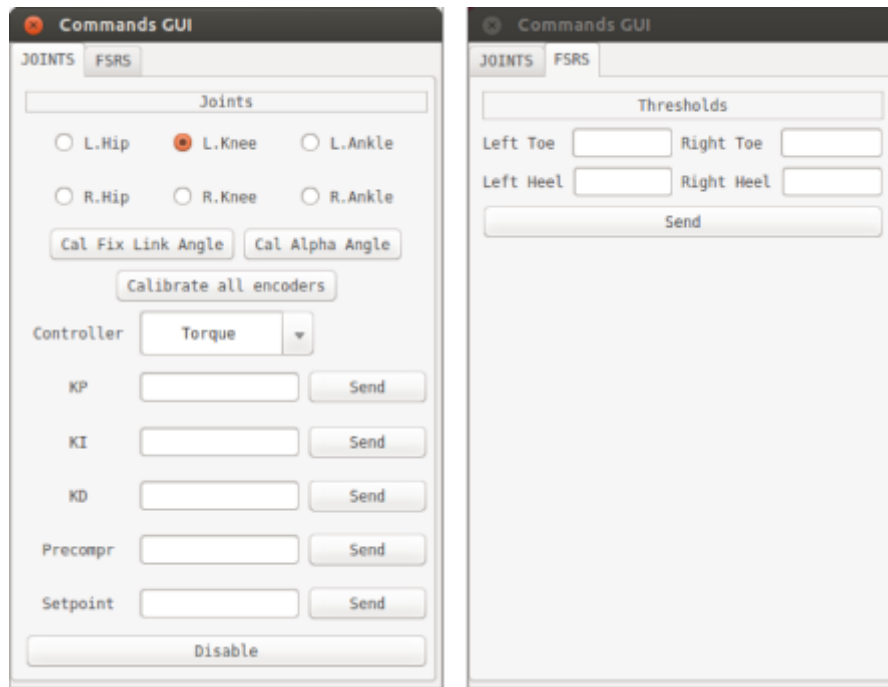 Commands GUI
JOINTS FSRS
Joints
L.Hip L.Knee L.Ankle
R.Hip R.Knee R.Ankle
Cal Fix Link Angle Cal Alpha Angle
Calibrate all encoders
Controller Torque
KP Send
KI Send
KD Send
Precompr Send
Setpoint Send
Disable
Commands GUI
JOINTS FSRS
Thresholds
Left Toe Right Toe
Left Heel Right Heel
Send